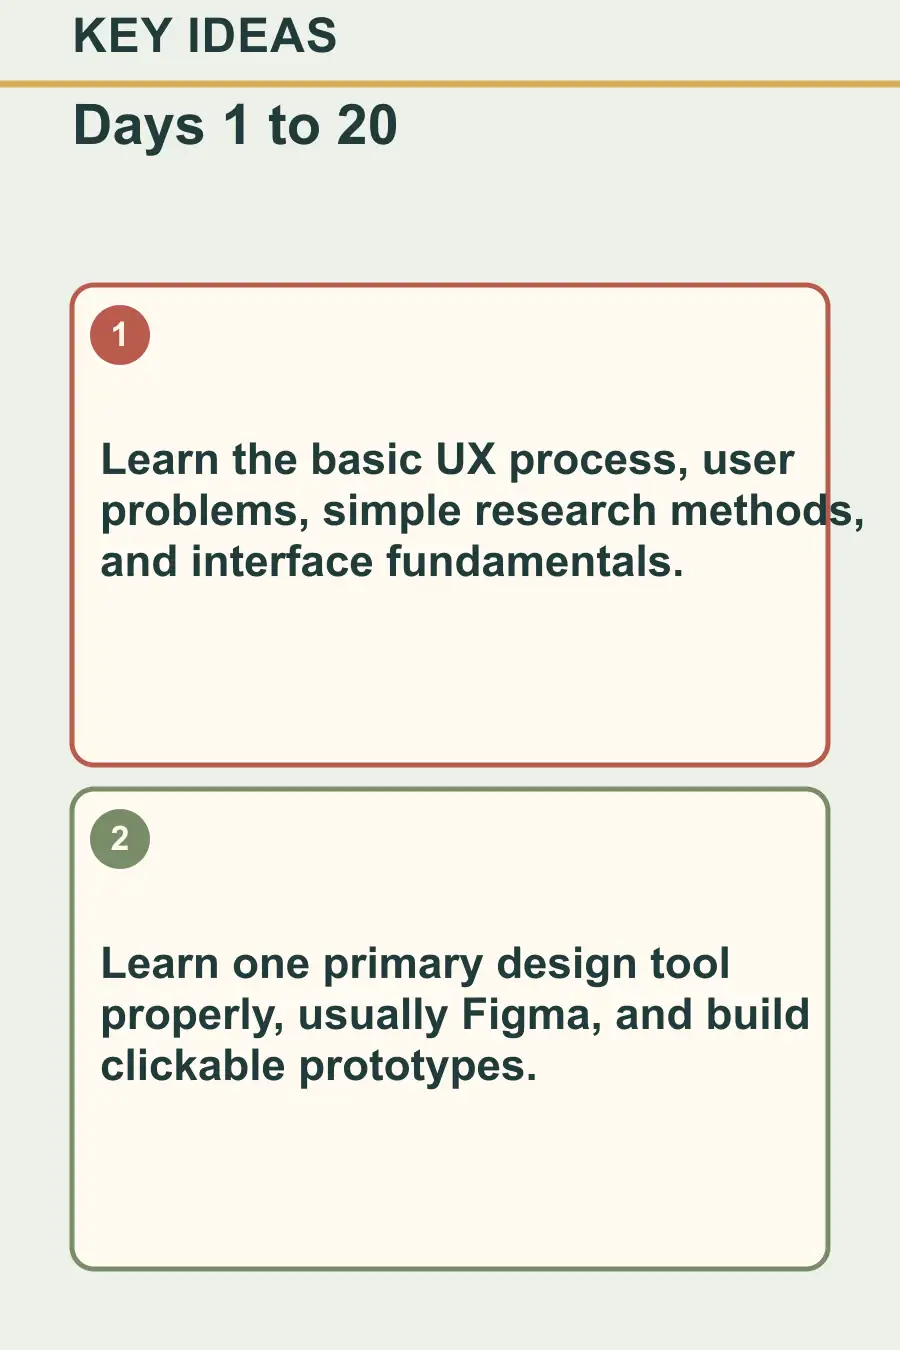 KEY IDEAS
Days 1 to 20
1
Learn the basic UX process, user
problems, simple research methods,
and interface fundamentals.
2
Learn one primary design tool
properly, usually Figma, and build
clickable prototypes.